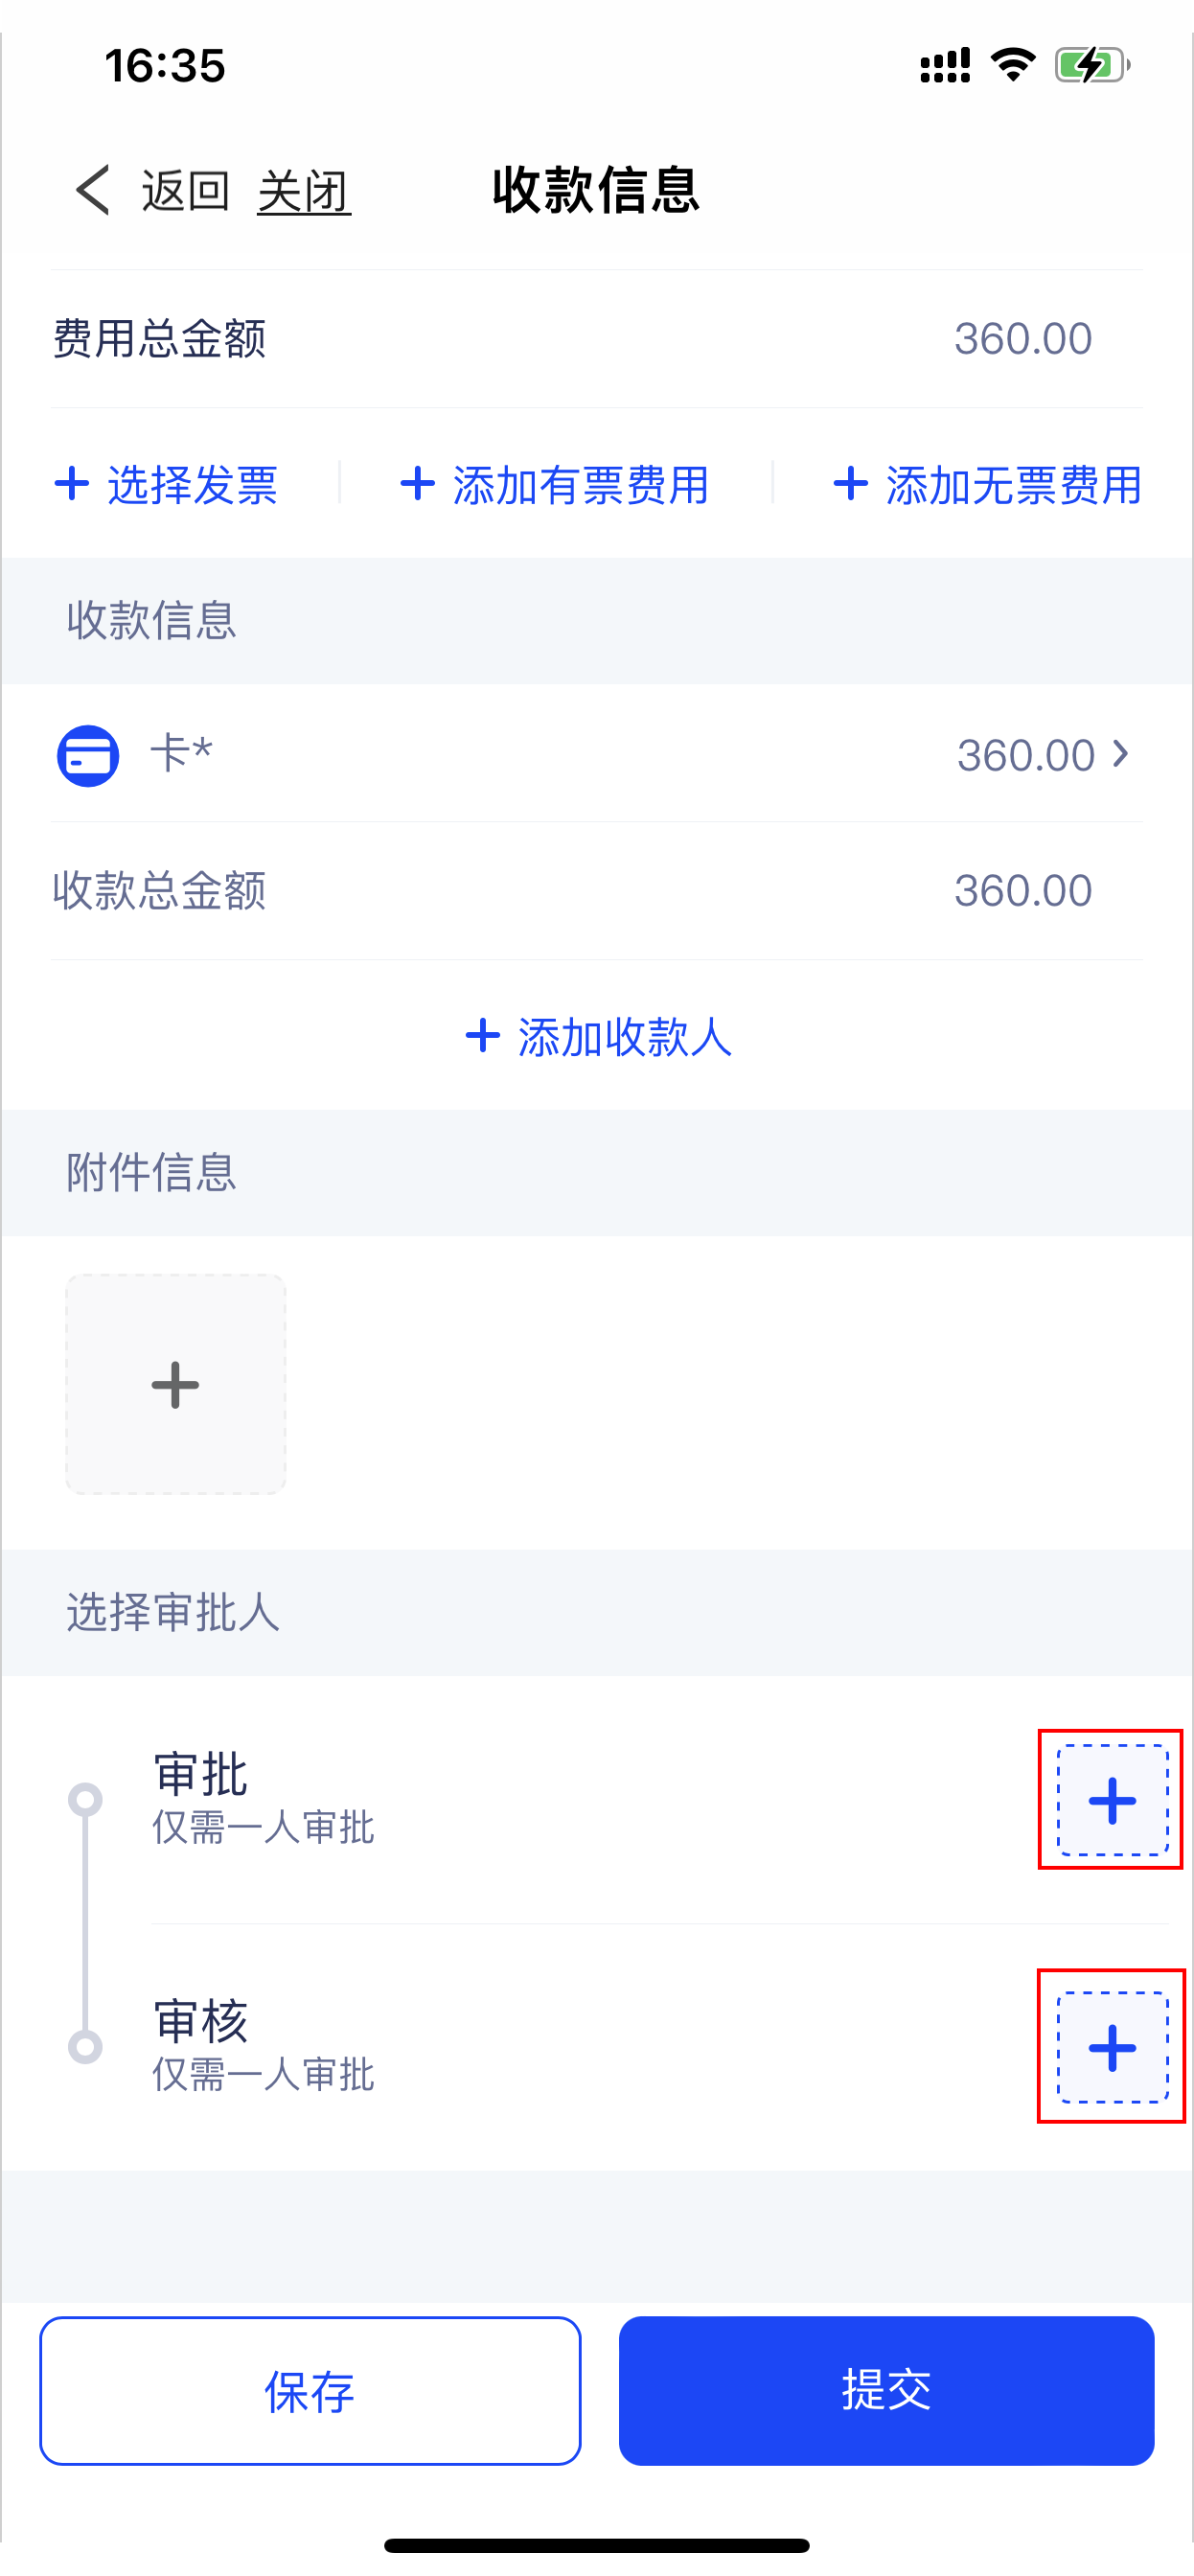 16:35
返回 关闭 收款信息
费用总金额 360.00
选择发票 添加有票费用 添加无票费用
收款信息
卡* 360.00
收款总金额 360.00
添加收款人
附件信息
选择审批人
审批
仅需一人审批
审核
仅需一人审批
保存 提交